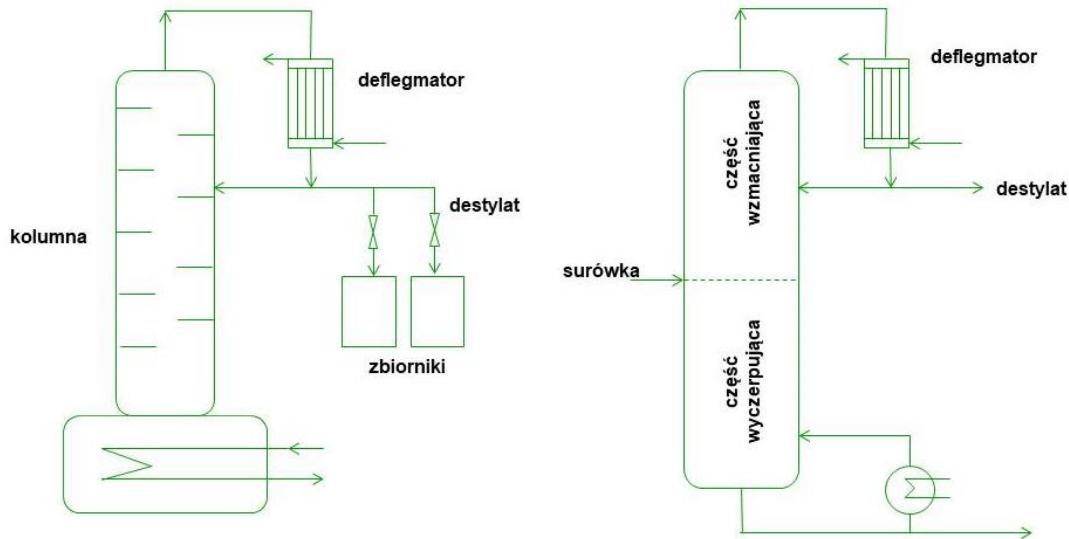 deflegmator
kolumna
destylat
zbiorniki
deflegmator
część
wzmacniająca
destylat
surówka
część
wyczerpująca